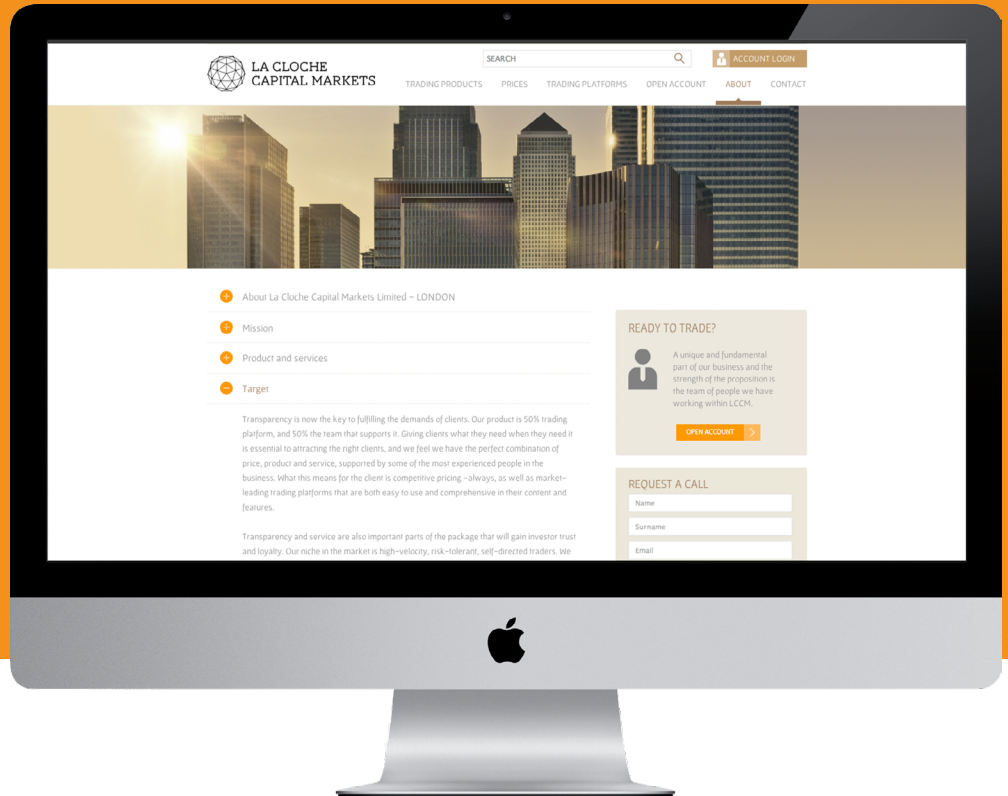 LA CLOCHE
CAPITAL MARKETS
SEARCH
ACCOUNT LOGIN
TRADING PRODUCTS PRICES TRADING PLATFORMS OPEN ACCOUNT ABOUT CONTACT
About La Cloche Capital Markets Limited - LONDON
Mission
Product and services
Target
Transparency is now the key to fulfilling the demands of clients. Our product is 50% trading
platform, and 50% the team that supports it. Giving clients what they need when they need it
is essential to attracting the right clients, and we feel we have the perfect combination of
price, product and service, supported by some of the most experienced people in the
business. What this means for the client is competitive pricing -always, as well as market-
leading trading platforms that are both easy to use and comprehensive in their content and
features.
Transparency and service are also important parts of the package that will gain investor trust
and loyalty. Our niche in the market is high-velocity, risk-tolerant, self-directed traders. We
READY TO TRADE?
A unique and fundamental
part of our business and the
strength of the proposition is
the team of people we have
working within LCCM.
OPEN ACCOUNT
REQUEST A CALL
Name
Surname
Email